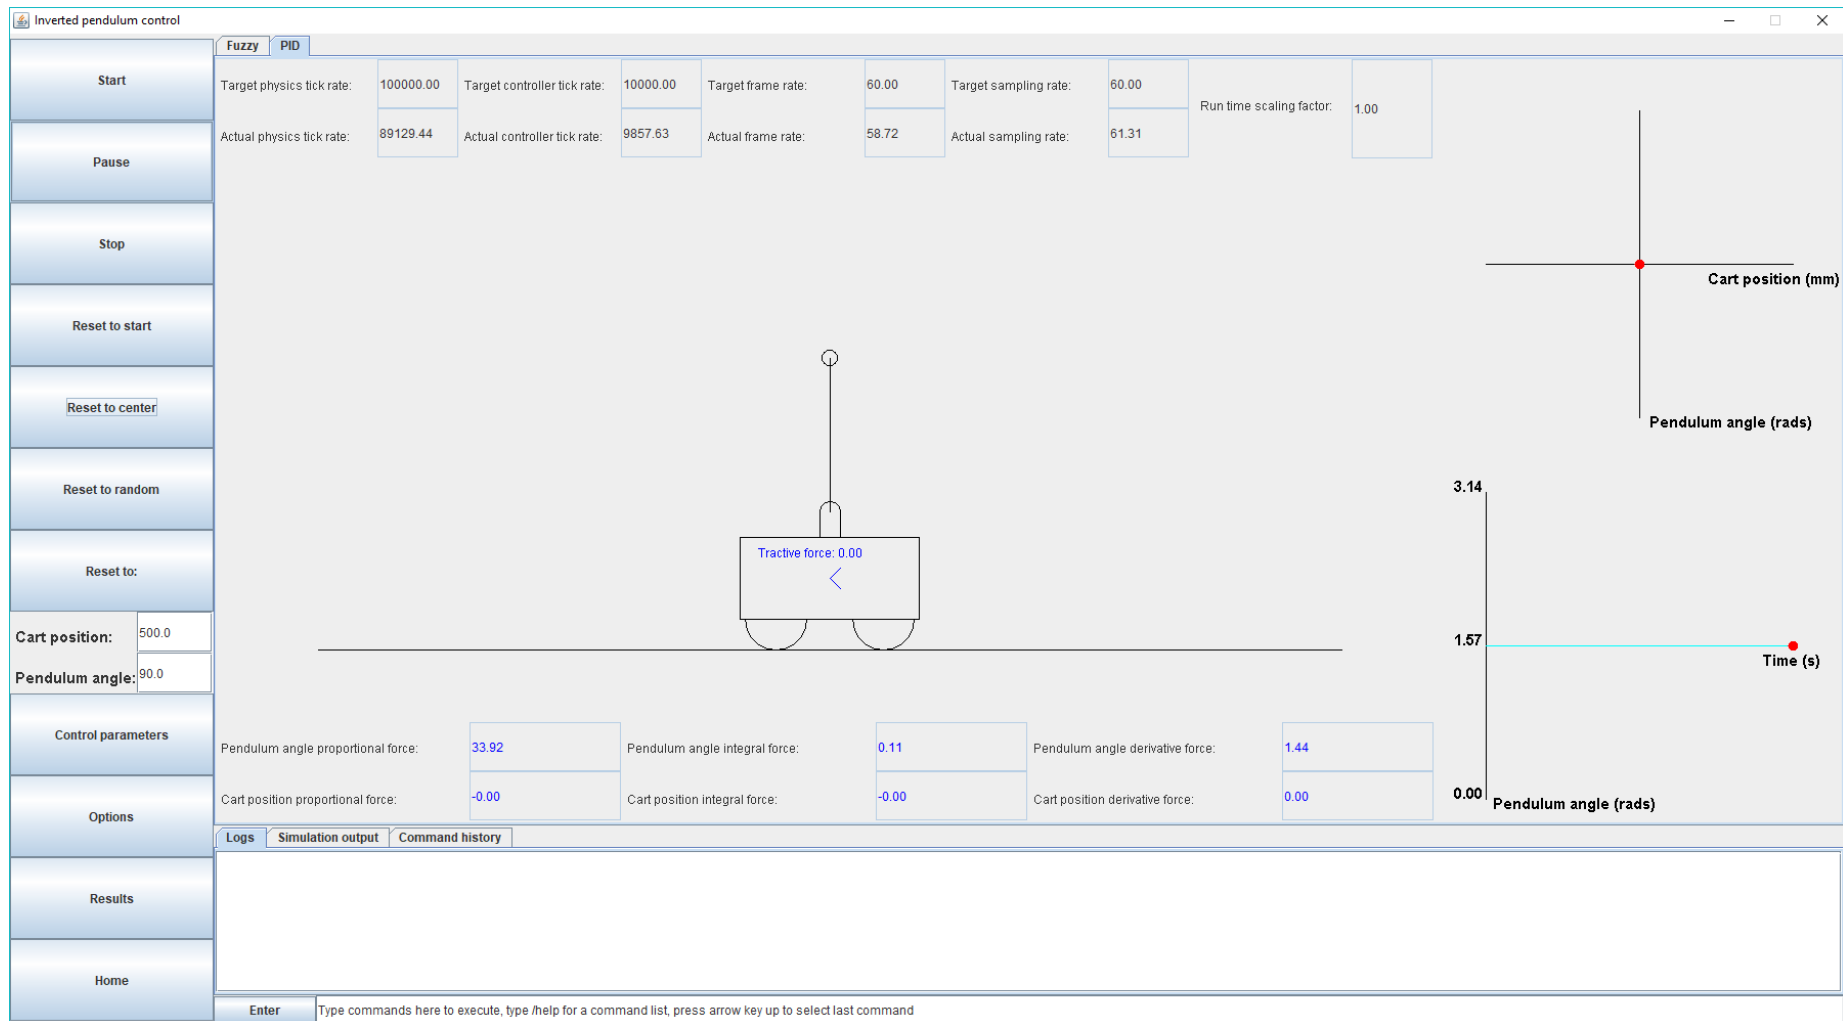 Inverted pendulum control
Start
Pause
Stop
Reset to start
Reset to center
Reset to random
Reset to:
Cart position: 500.0
Pendulum angle: 90.0
Control parameters
Options
Results
Home
Fuzzy PID
Target physics tick rate: 100000.00 Target controller tick rate: 10000.00 Target frame rate: 60.00 Target sampling rate: 60.00
Run time scaling factor: 1.00
Actual physics tick rate: 89129.44 Actual controller tick rate: 9857.63 Actual frame rate: 58.72 Actual sampling rate: 61.31
Cart position (mm)
Pendulum angle (rads)
Tractive force: 0.00
3.14
1.57
Time (s)
0.00
Pendulum angle (rads)
Pendulum angle proportional force: 33.92 Pendulum angle integral force: 0.11 Pendulum angle derivative force: 1.44
Cart position proportional force: -0.00 Cart position integral force: -0.00 Cart position derivative force: 0.00
Logs Simulation output Command history
Enter Type commands here to execute, type /help for a command list, press arrow key up to select last command